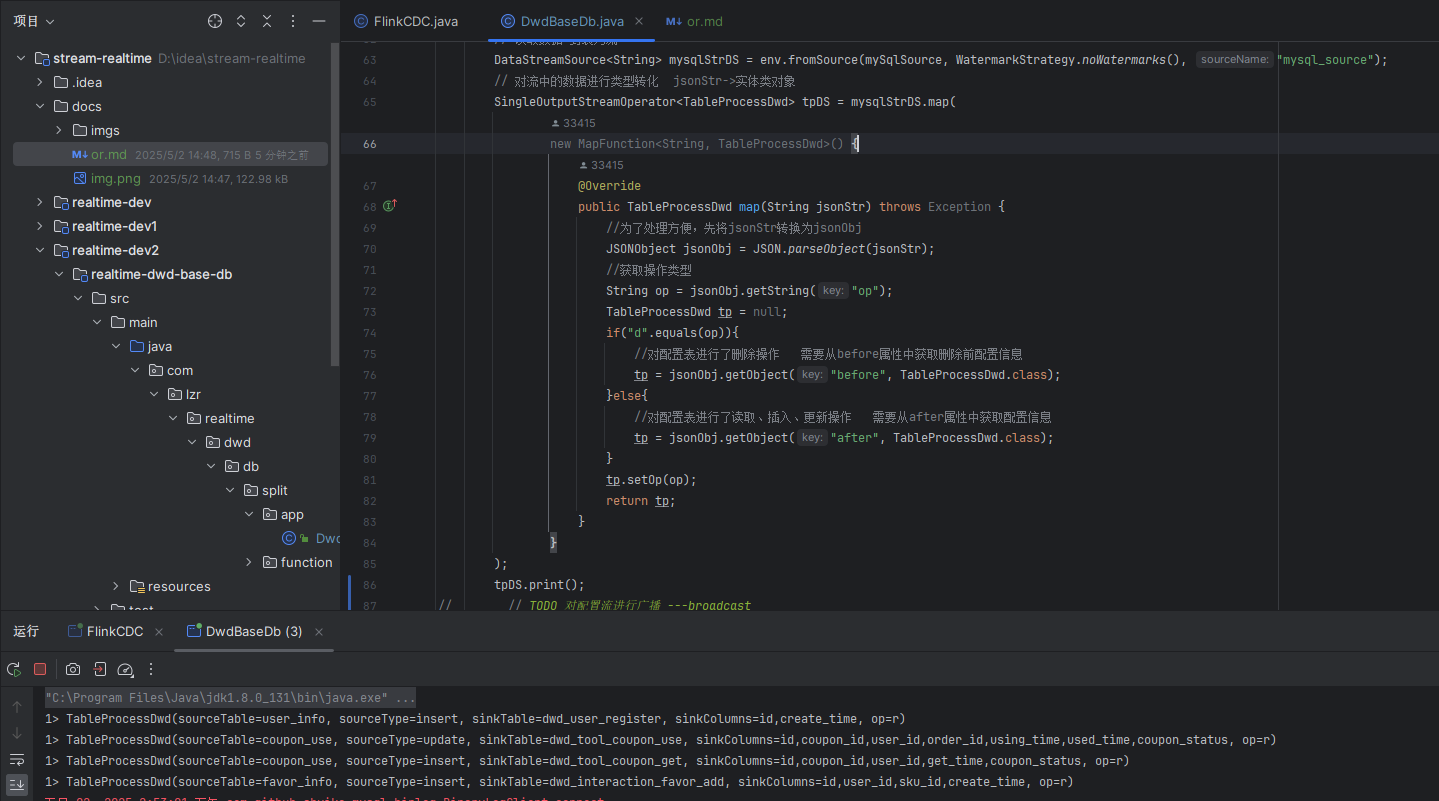 项目
stream-realtime D:\idea\stream-realtime
.idea
docs
imgs
M↓ or.md 2025/5/2 14:48, 715 B 5 分钟之前
img.png 2025/5/2 14:47, 122.98 kB
realtime-dev
realtime-dev1
realtime-dev2
realtime-dwd-base-db
src
main
java
com
lzr
realtime
dwd
db
split
app
Dwd
function
resources
test
FlinkCDC.java
DwdBaseDb.java
M↓ or.md
63 DataStreamSource<String> mysqlStrDS = env.fromSource(mySqlSource, WatermarkStrategy.noWatermarks(), sourceName: "mysql_source");
64 // 对流中的数据进行类型转化 jsonStr->实体类对象
65 SingleOutputStreamOperator<TableProcessDwd> tpDS = mysqlStrDS.map(
33415
66 new MapFunction<String, TableProcessDwd>() {
33415
67 @Override
68 public TableProcessDwd map(String jsonStr) throws Exception {
69 //为了处理方便，先将jsonStr转换为jsonObj
70 JSONObject jsonObj = JSON.parseObject(jsonStr);
71 //获取操作类型
72 String op = jsonObj.getString( key: "op");
73 TableProcessDwd tp = null;
74 if("d".equals(op)){
75 //对配置表进行了删除操作 需要从before属性中获取删除前配置信息
76 tp = jsonObj.getObject( key: "before", TableProcessDwd.class);
77 }else{
78 //对配置表进行了读取、插入、更新操作 需要从after属性中获取配置信息
79 tp = jsonObj.getObject( key: "after", TableProcessDwd.class);
80 }
81 tp.setOp(op);
82 return tp;
83 }
84 }
85 );
86 tpDS.print();
87 // // TODO 对配置流进行广播 ---broadcast
运行
FlinkCDC
DwdBaseDb (3)
"C:\Program Files\Java\jdk1.8.0_131\bin\java.exe" ...
1> TableProcessDwd(sourceTable=user_info, sourceType=insert, sinkTable=dwd_user_register, sinkColumns=id,create_time, op=r)
1> TableProcessDwd(sourceTable=coupon_use, sourceType=update, sinkTable=dwd_tool_coupon_use, sinkColumns=id,coupon_id,user_id,order_id,using_time,used_time,coupon_status, op=r)
1> TableProcessDwd(sourceTable=coupon_use, sourceType=insert, sinkTable=dwd_tool_coupon_get, sinkColumns=id,coupon_id,user_id,get_time,coupon_status, op=r)
1> TableProcessDwd(sourceTable=favor_info, sourceType=insert, sinkTable=dwd_interaction_favor_add, sinkColumns=id,user_id,sku_id,create_time, op=r)